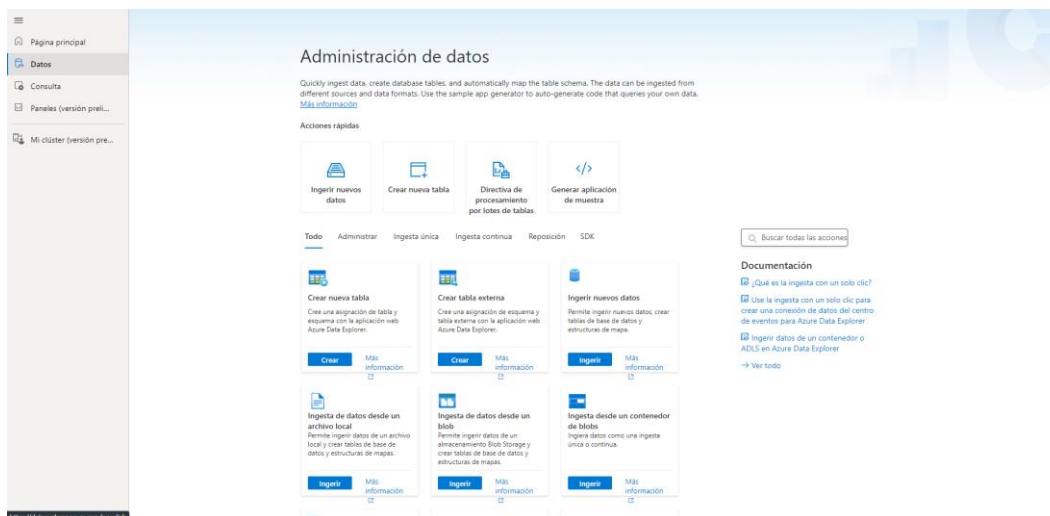 Página principal
Datos
Consulta
Paneles (versión preli...
Mi clúster (versión pre...
Administración de datos
Quickly ingest data, create database tables, and automatically map the table schema. The data can be ingested from
different sources and data formats. Use the sample app generator to auto-generate code that queries your own data.
Más información
Acciones rápidas
Ingerir nuevos
datos
Crear nueva tabla
Directiva de
procesamiento
por lotes de tablas
</>
Generar aplicación
de muestra
Todo Administrar Ingesta única Ingesta continua Reposición SDK
Crear nueva tabla
Cree una asignación de tabla y
esquema con la aplicación web
Azure Data Explorer.
Crear
Más
información
Crear tabla externa
Cree una asignación de esquema y
tabla externa con la aplicación web
Azure Data Explorer.
Crear
Más
información
Ingerir nuevos datos
Permite ingerir nuevos datos, crear
tablas de base de datos y
estructuras de mapa.
Ingerir
Más
información
Ingesta de datos desde un
archivo local
Permite ingerir datos de un archivo
local y crear tablas de base de
datos y estructuras de mapas.
Ingerir
Más
información
Ingesta de datos desde un
blob
Permite ingerir datos de un
almacenamiento Blob Storage y
crear tablas de base de datos y
estructuras de mapas.
Ingerir
Más
información
Ingesta desde un contenedor
de blobs
Ingiera datos como una ingesta
única o continua.
Ingerir
Más
información
Buscar todas las acciones
Documentación
¿Qué es la ingesta con un solo clic?
Use la ingesta con un solo clic para
crear una conexión de datos del centro
de eventos para Azure Data Explorer
Ingerir datos de un contenedor o
ADLS en Azure Data Explorer
→ Ver todo